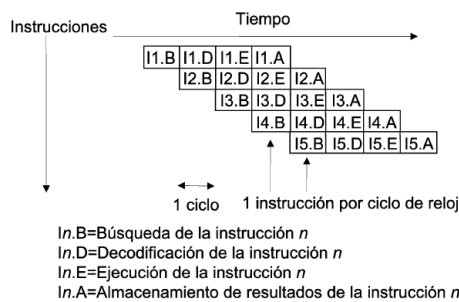 Tiempo
Instrucciones
I1.B I1.D I1.E I1.A
I2.B I2.D I2.E I2.A
I3.B I3.D I3.E I3.A
I4.B I4.D I4.E I4.A
I5.B I5.D I5.E I5.A
1 ciclo 1 instrucción por ciclo de reloj
In.B=Búsqueda de la instrucción n
In.D=Decodificación de la instrucción n
In.E=Ejecución de la instrucción n
In.A=Almacenamiento de resultados de la instrucción n